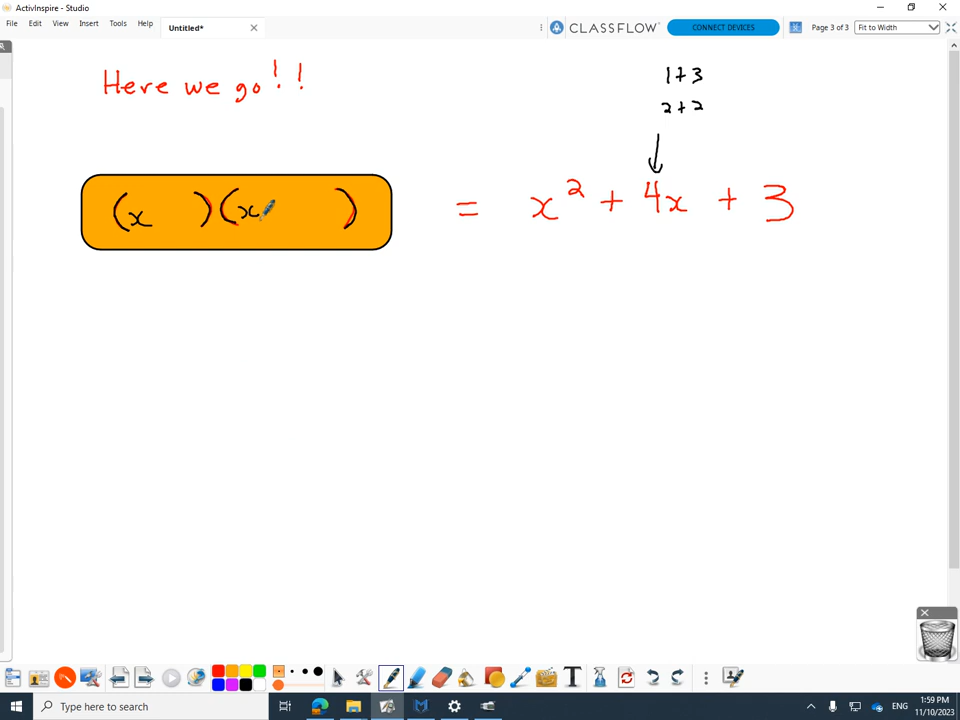 ActivInspire - Studio
File Edit View Insert Tools Help Untitled* CLASSFLOW CONNECT DEVICES Page 3 of 3 Fit to Width
Here we go!!
1+3
2+2
(x )(x ) = x² + 4x + 3
T
Type here to search
ENG
1:59 PM
11/10/2023